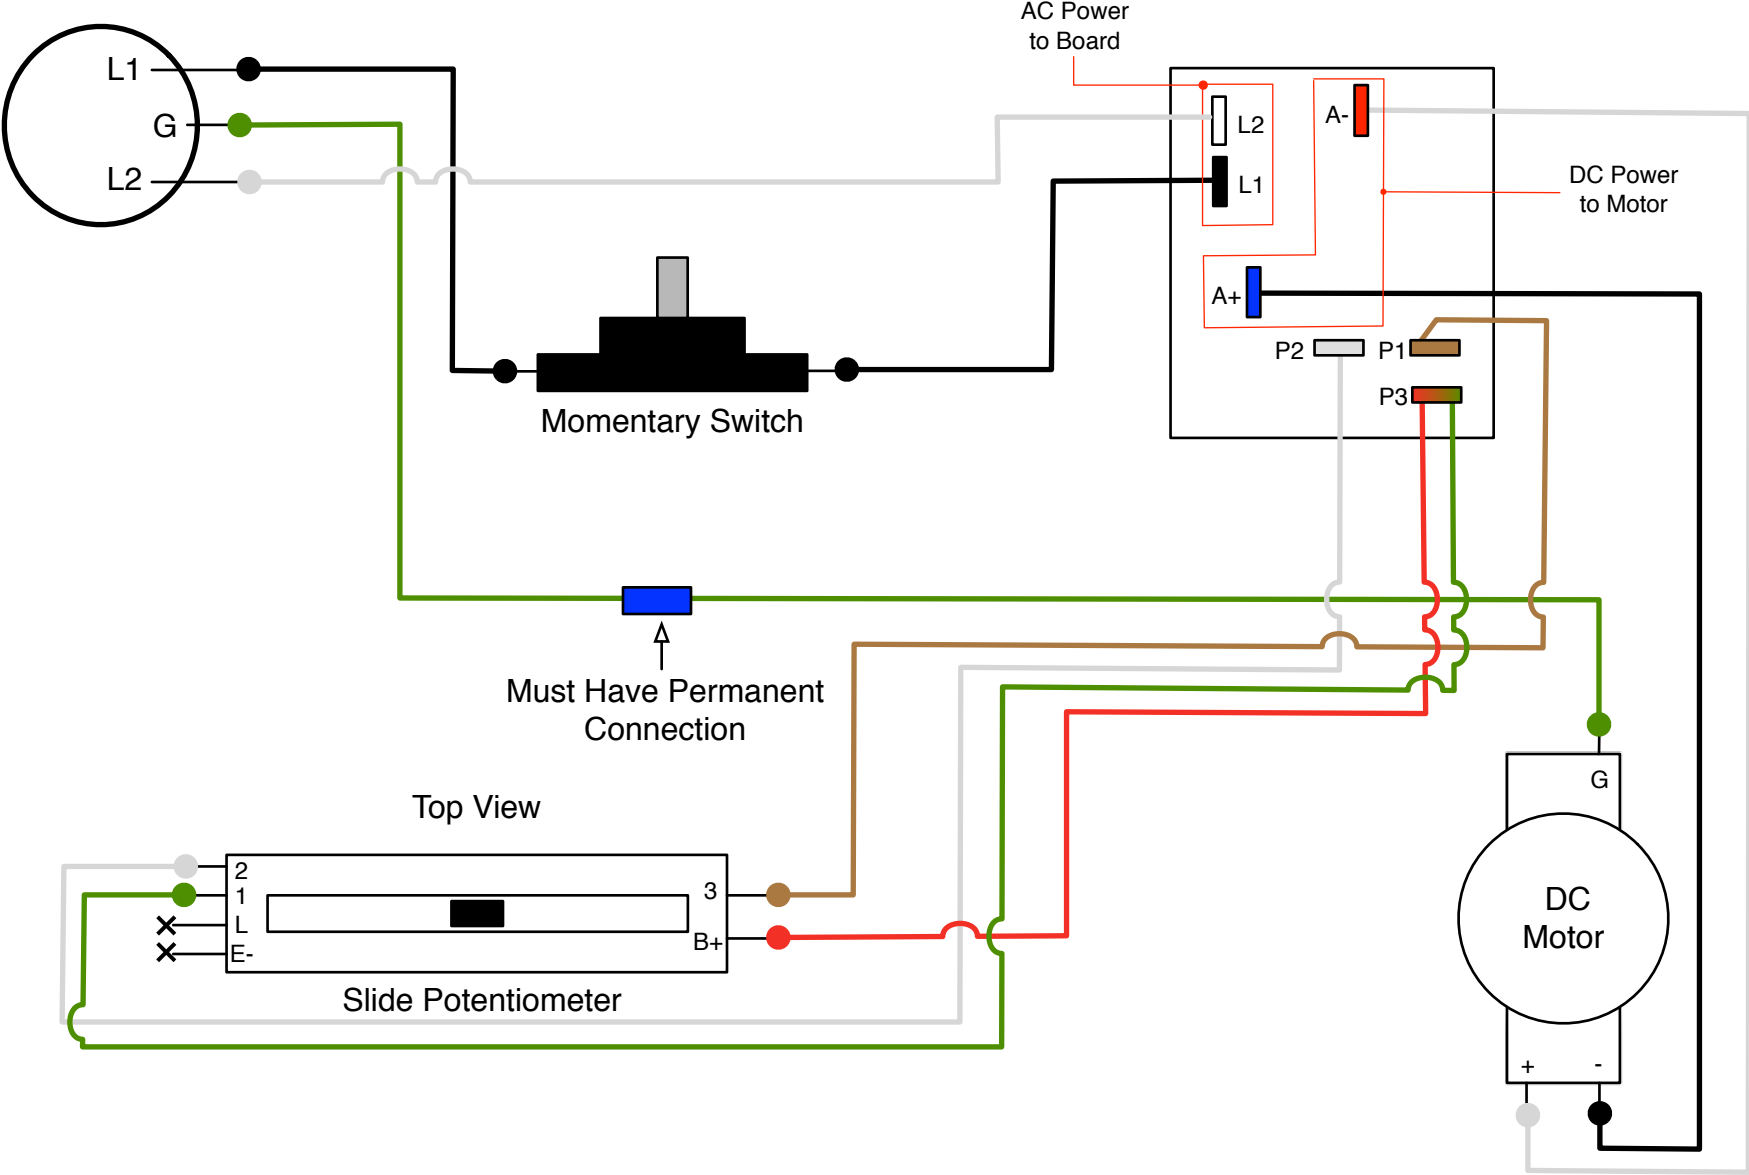 AC Power
to Board
L1
G
L2
L2
L1
A-
DC Power
to Motor
A+
P2
P1
P3
Momentary Switch
Must Have Permanent
Connection
Top View
2
1
L
E-
3
B+
Slide Potentiometer
G
DC
Motor
+
-